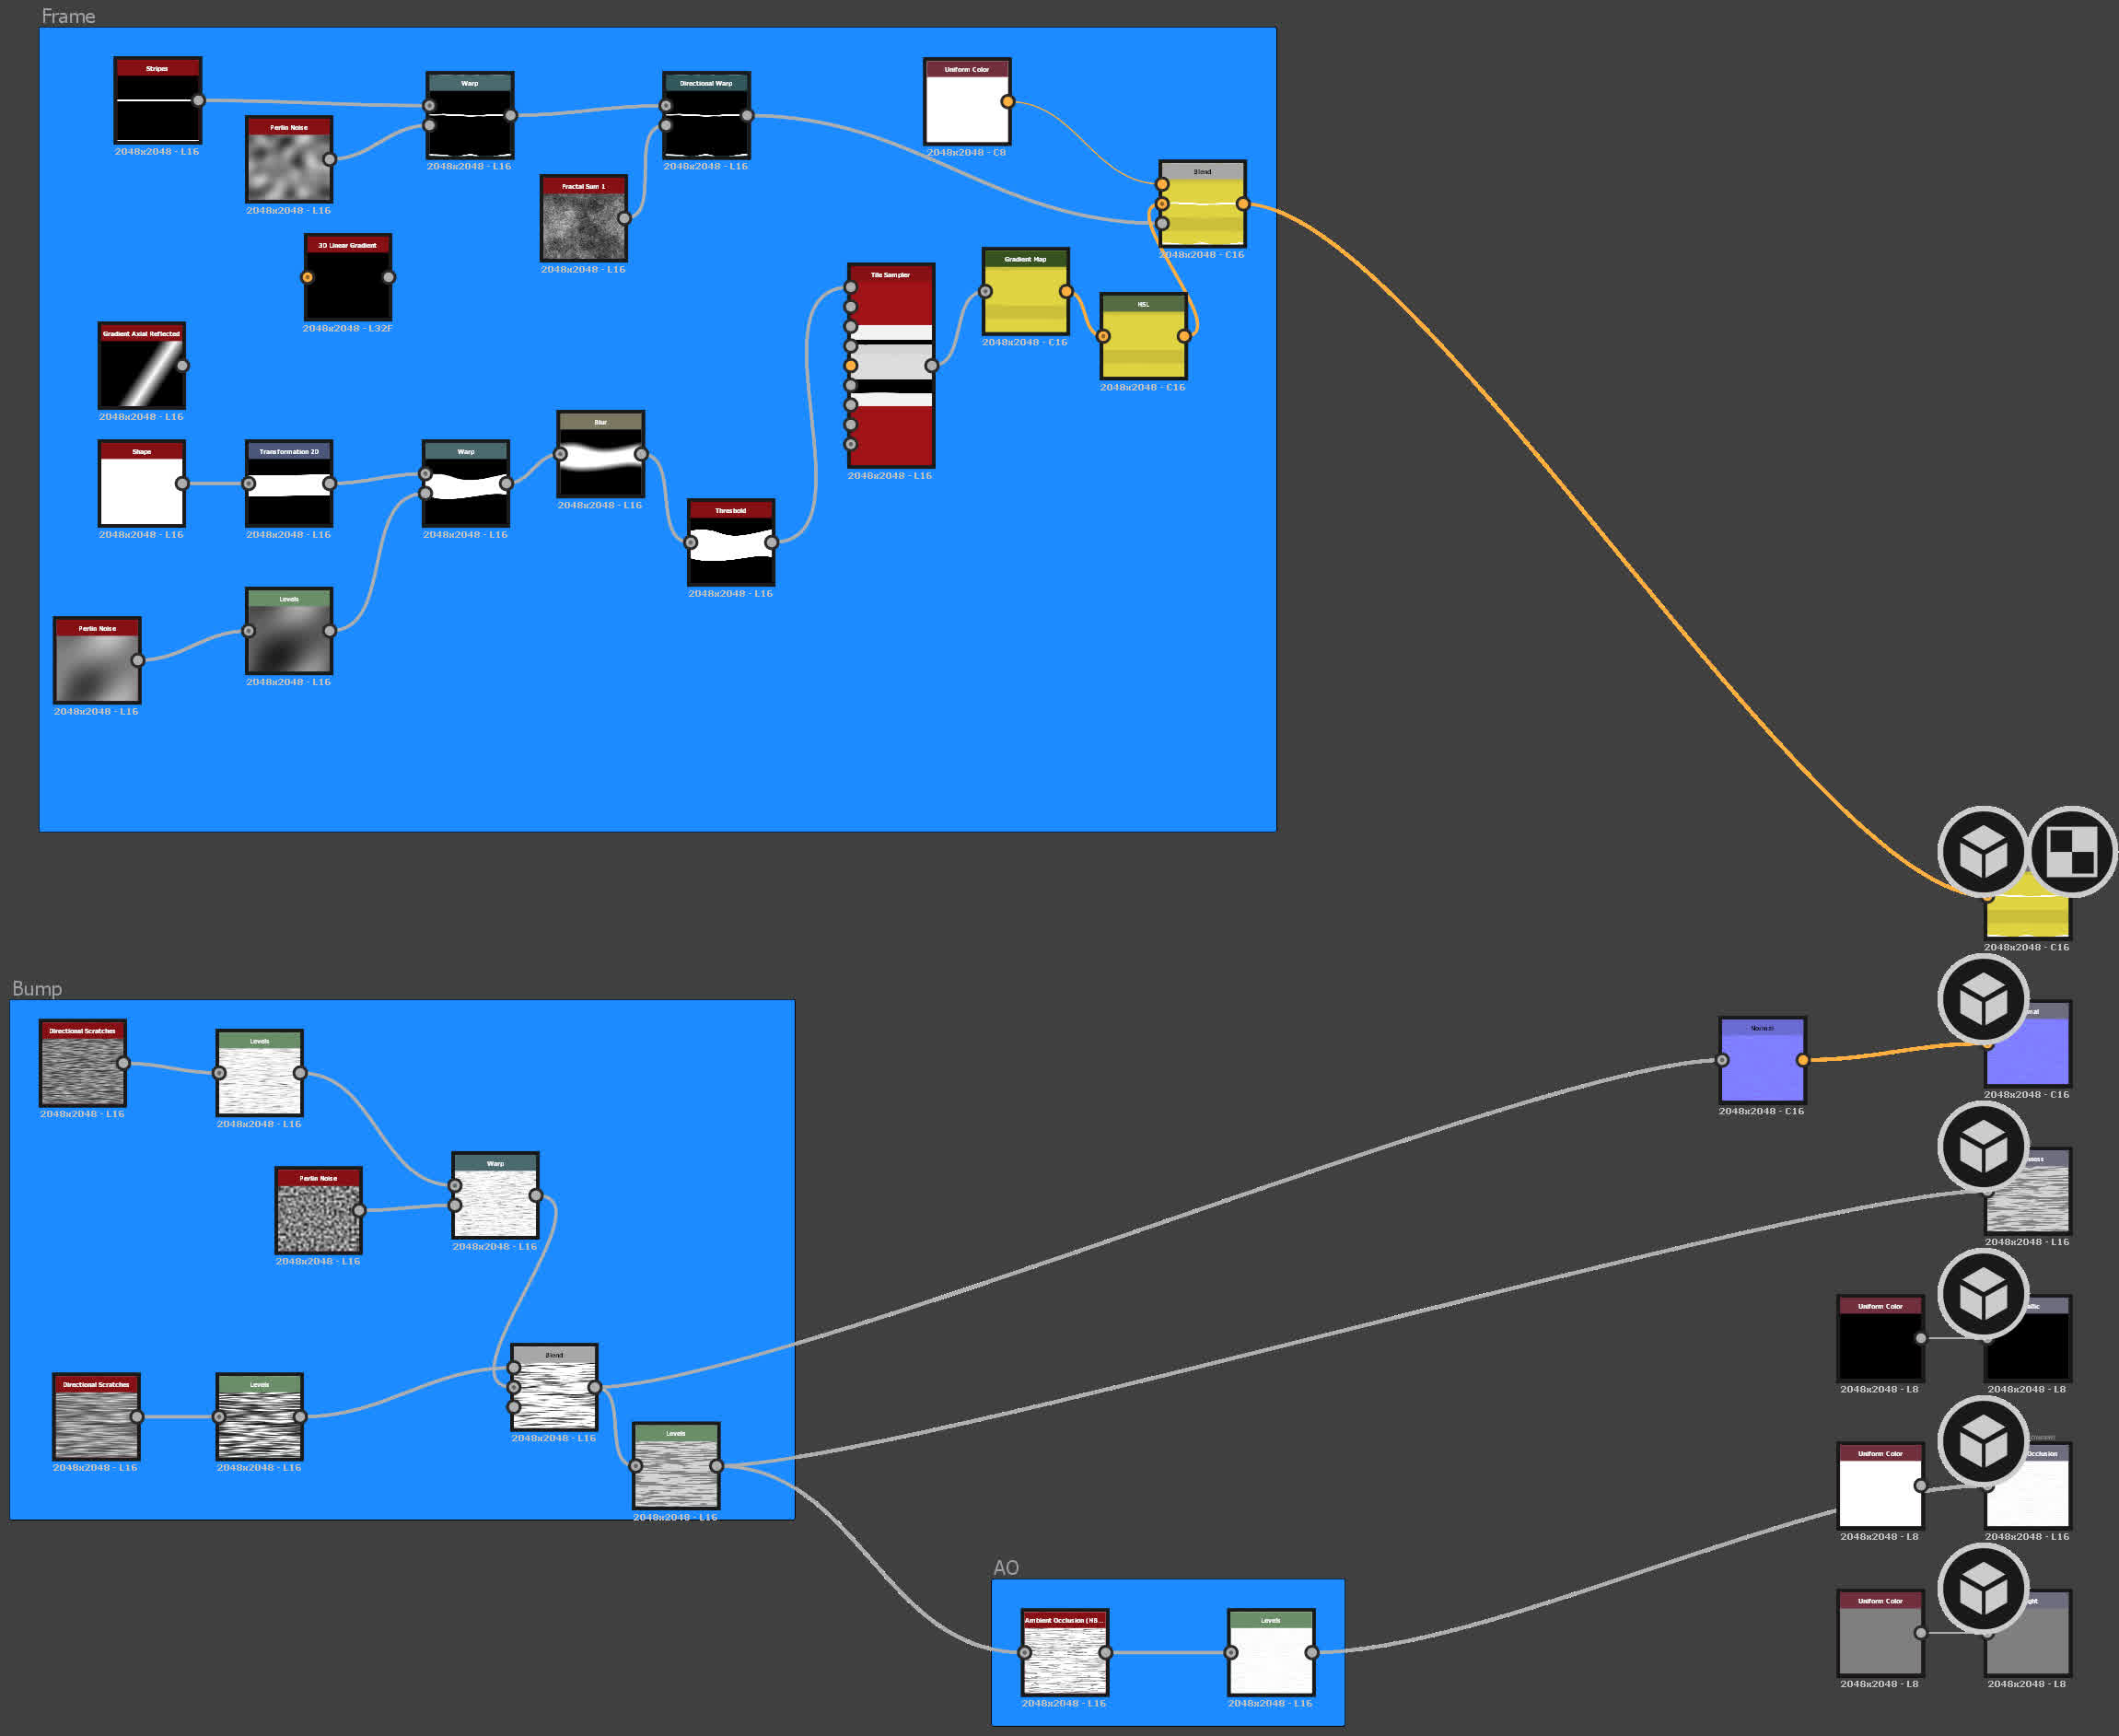 Frame
Stripes
2048x2048 - L16
Perlin Noise
2048x2048 - L16
Warp
2048x2048 - L16
Directional Warp
2048x2048 - L16
Fractal Sum 1
2048x2048 - L16
Uniform Color
2048x2048 - C8
Blend
2048x2048 - C16
3D Linear Gradient
2048x2048 - L32F
Gradient Axial Reflected
2048x2048 - L16
Tile Sampler
2048x2048 - L16
Gradient Map
2048x2048 - C16
HSL
2048x2048 - C16
Shape
2048x2048 - L16
Transformation 2D
2048x2048 - L16
Warp
2048x2048 - L16
Blur
2048x2048 - L16
Threshold
2048x2048 - L16
Perlin Noise
2048x2048 - L16
Levels
2048x2048 - L16
2048x2048 - C16
Bump
Directional Scratches
2048x2048 - L16
Levels
2048x2048 - L16
Perlin Noise
2048x2048 - L16
Warp
2048x2048 - L16
Directional Scratches
2048x2048 - L16
Levels
2048x2048 - L16
Blend
2048x2048 - L16
Levels
2048x2048 - L16
Normal
2048x2048 - C16
2048x2048 - C16
2048x2048 - L16
Uniform Color
2048x2048 - L8
2048x2048 - L8
Uniform Color
2048x2048 - L8
Occlusion
2048x2048 - L16
Uniform Color
2048x2048 - L8
2048x2048 - L8
AO
Ambient Occlusion (HB...
2048x2048 - L16
Levels
2048x2048 - L16